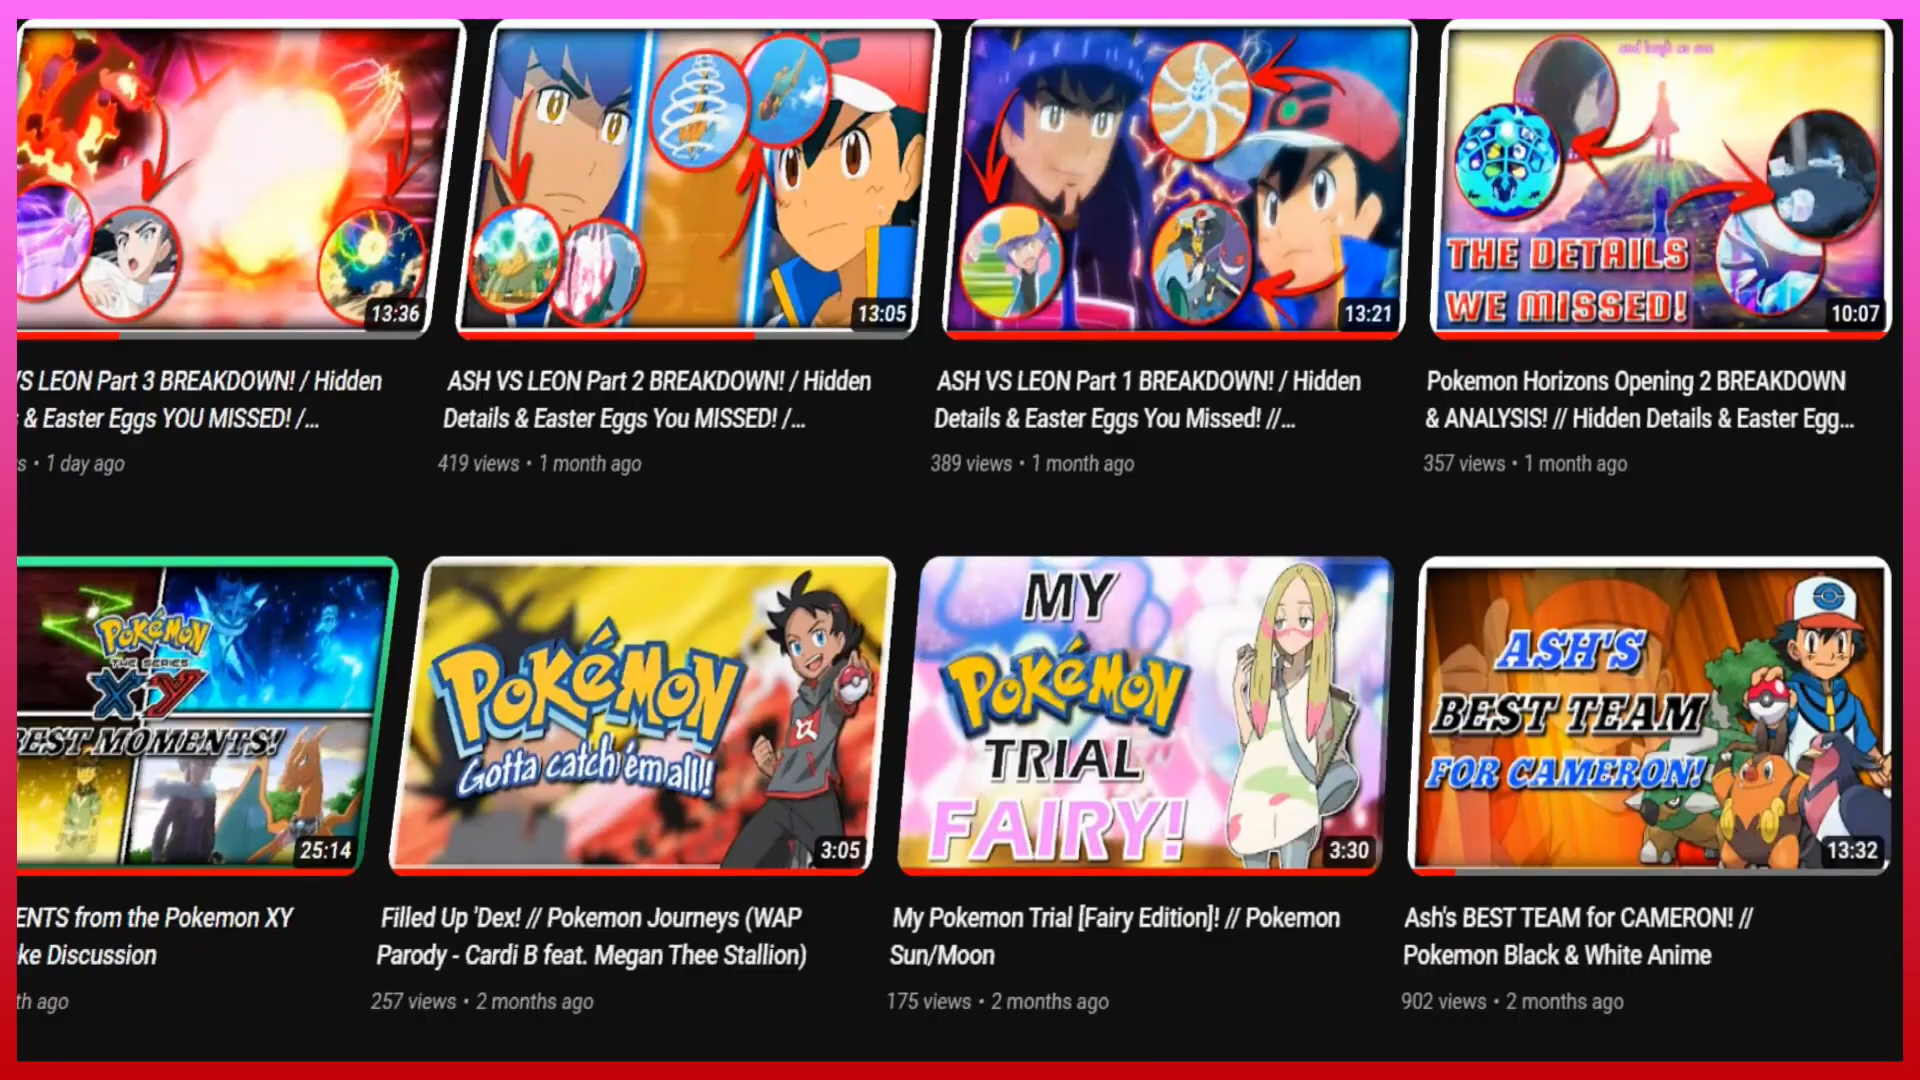 and laugh as one
THE DETAILS
WE MISSED!
13:36
13:05
13:21
10:07
S LEON Part 3 BREAKDOWN! / Hidden
& Easter Eggs YOU MISSED! /...
s • 1 day ago
ASH VS LEON Part 2 BREAKDOWN! / Hidden
Details & Easter Eggs You MISSED! /...
419 views • 1 month ago
ASH VS LEON Part 1 BREAKDOWN! / Hidden
Details & Easter Eggs You Missed! //...
389 views • 1 month ago
Pokemon Horizons Opening 2 BREAKDOWN
& ANALYSIS! // Hidden Details & Easter Egg...
357 views • 1 month ago
POKéMON
THE SERIES
XY
BEST MOMENTS!
25:14
POKéMON
Gotta catch 'em all!
3:05
MY
POKéMON
TRIAL
FAIRY!
3:30
ASH'S
BEST TEAM
FOR CAMERON!
13:32
ENTS from the Pokemon XY
ke Discussion
th ago
Filled Up 'Dex! // Pokemon Journeys (WAP
Parody - Cardi B feat. Megan Thee Stallion)
257 views • 2 months ago
My Pokemon Trial [Fairy Edition]! // Pokemon
Sun/Moon
175 views • 2 months ago
Ash's BEST TEAM for CAMERON! //
Pokemon Black & White Anime
902 views • 2 months ago